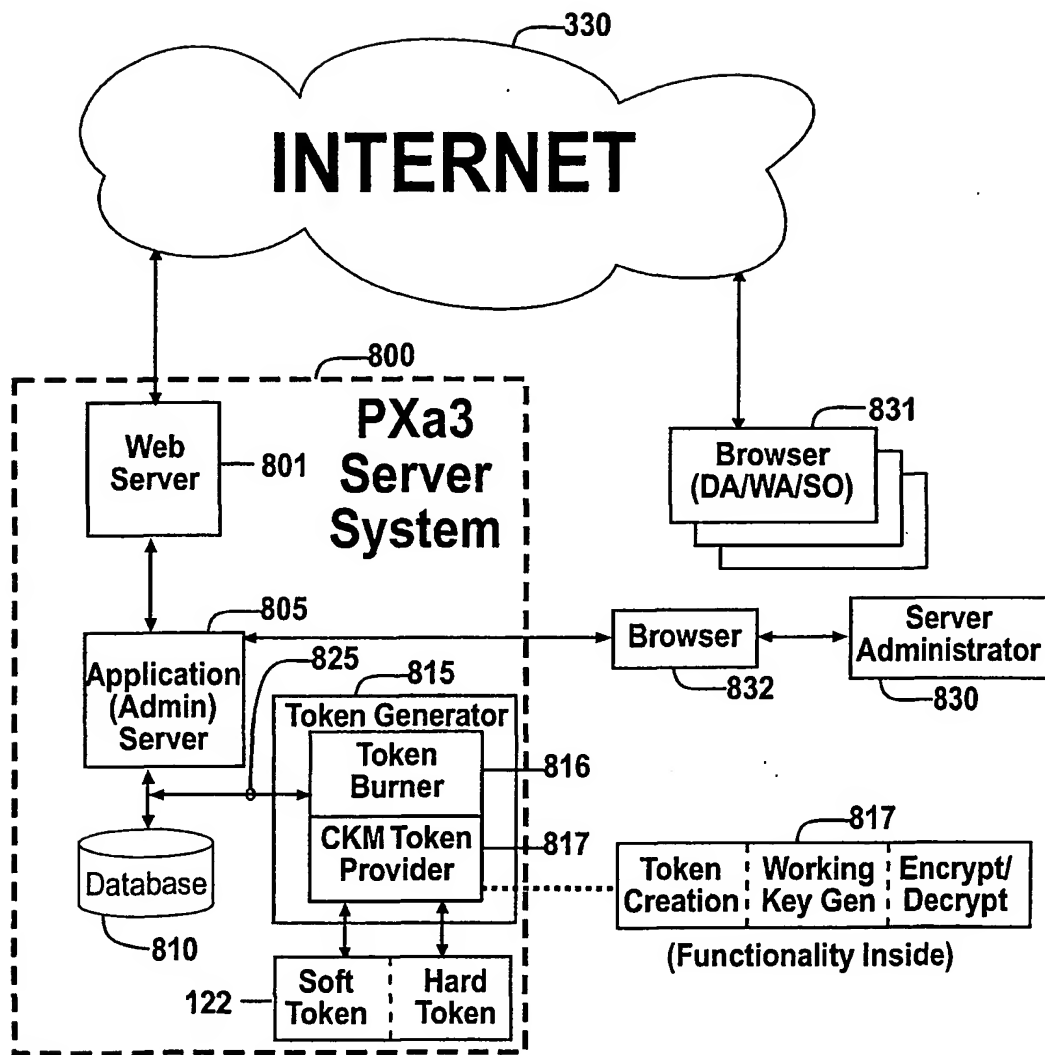 330
INTERNET
800
PXa3
Server
System
Web
Server
801
831
Browser
(DA/WA/SO)
805
Application
(Admin)
Server
825
815
Token Generator
Token
Burner
816
CKM Token
Provider
817
Browser
832
Server
Administrator
830
Database
810
817
Token
Creation
Working
Key Gen
Encrypt/
Decrypt
(Functionality Inside)
122
Soft
Token
Hard
Token